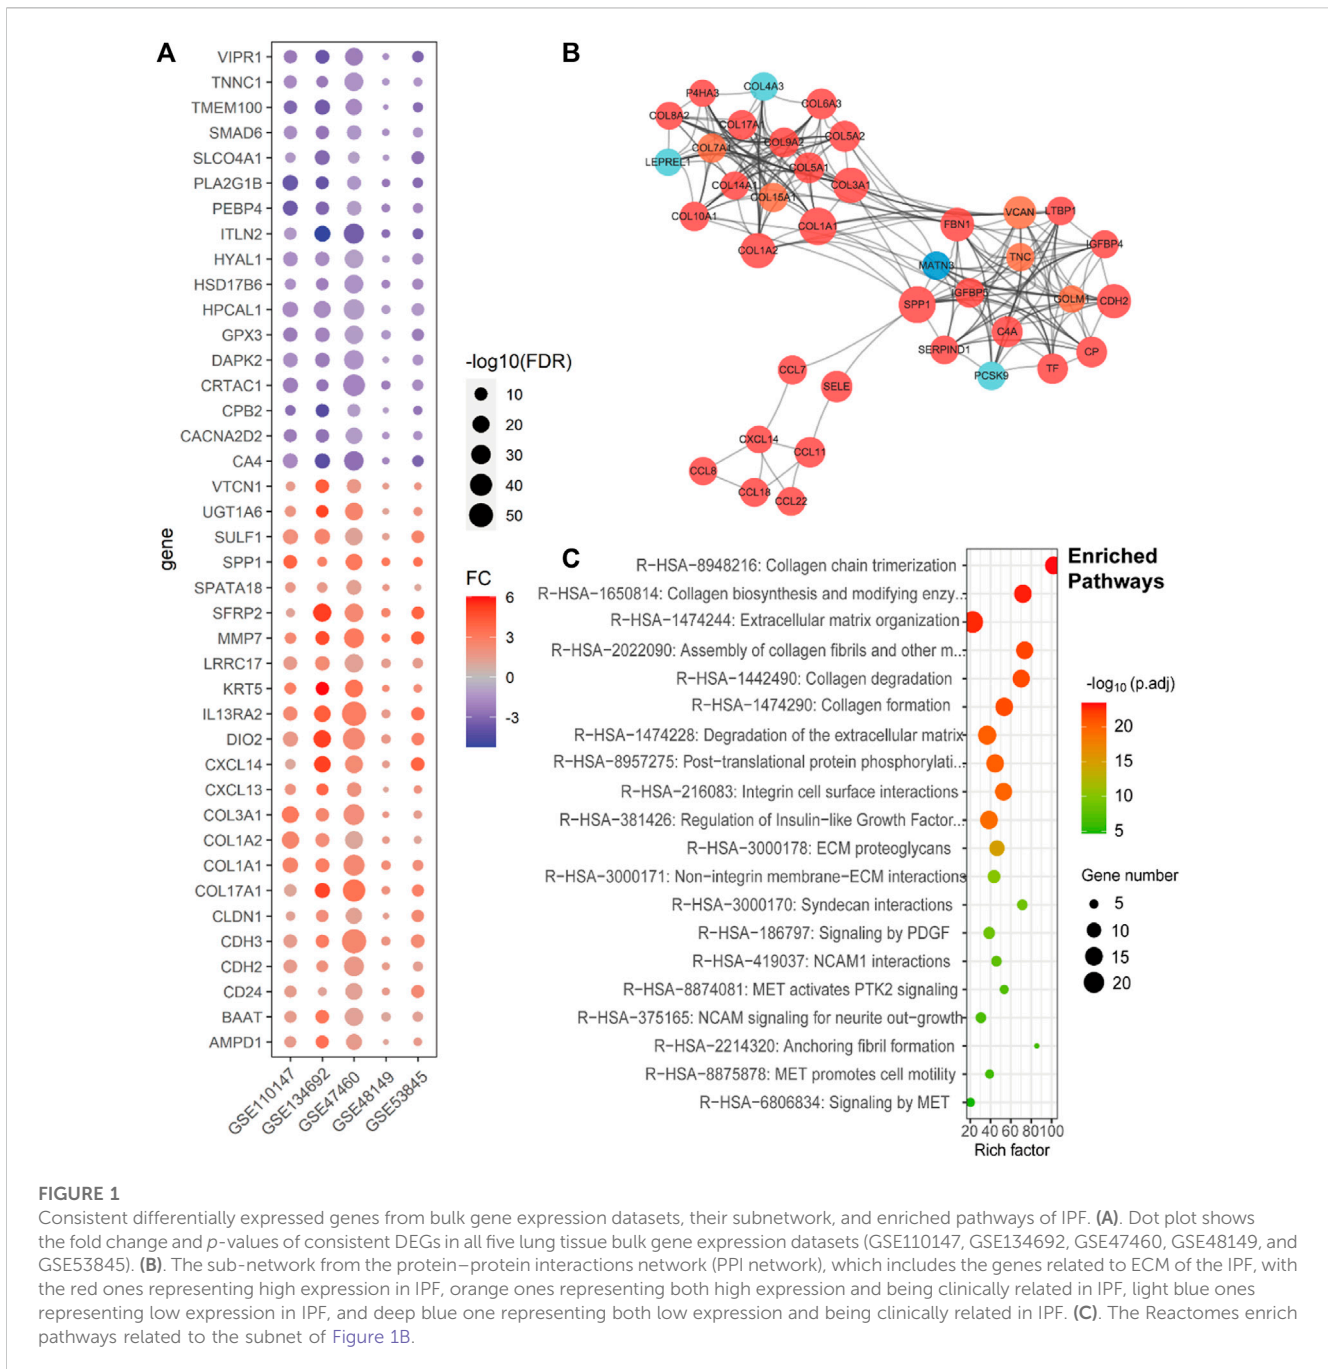 A
VIPR1
TNNC1
TMEM100
SMAD6
SLCO4A1
PLA2G1B
PEBP4
ITLN2
HYAL1
HSD17B6
HPCAL1
GPX3
DAPK2
CRTAC1
CPB2
CACNA2D2
CA4
VTCN1
UGT1A6
SULF1
SPP1
SPATA18
SFRP2
MMP7
LRRC17
KRT5
IL13RA2
DIO2
CXCL14
CXCL13
COL3A1
COL1A2
COL1A1
COL17A1
CLDN1
CDH3
CDH2
CD24
BAAT
AMPD1
gene
GSE110147
GSE134692
GSE47460
GSE48149
GSE53845
-log10(FDR)
10
20
30
40
50
FC
6
3
0
-3
B
COL4A3
P4HA3
COL6A3
COL8A2
COL17A1
COL9A2
COL5A2
COL7A1
LEPREL1
COL5A1
COL14A1
COL3A1
COL15A1
COL10A1
COL1A1
COL1A2
VCAN
LTBP1
FBN1
IGFBP4
TNC
MATN3
IGFBP5
GOLM1
CDH2
SPP1
C4A
SERPIND1
CP
PCSK9
TF
CCL7
SELE
CXCL14
CCL11
CCL8
CCL18
CCL22
C
R-HSA-8948216: Collagen chain trimerization
R-HSA-1650814: Collagen biosynthesis and modifying enzy...
R-HSA-1474244: Extracellular matrix organization
R-HSA-2022090: Assembly of collagen fibrils and other m...
R-HSA-1442490: Collagen degradation
R-HSA-1474290: Collagen formation
R-HSA-1474228: Degradation of the extracellular matrix
R-HSA-8957275: Post-translational protein phosphorylati...
R-HSA-216083: Integrin cell surface interactions
R-HSA-381426: Regulation of Insulin-like Growth Factor...
R-HSA-3000178: ECM proteoglycans
R-HSA-3000171: Non-integrin membrane-ECM interactions
R-HSA-3000170: Syndecan interactions
R-HSA-186797: Signaling by PDGF
R-HSA-419037: NCAM1 interactions
R-HSA-8874081: MET activates PTK2 signaling
R-HSA-375165: NCAM signaling for neurite out-growth
R-HSA-2214320: Anchoring fibril formation
R-HSA-8875878: MET promotes cell motility
R-HSA-6806834: Signaling by MET
20 40 60 80 100
Rich factor
Enriched
Pathways
-log10 (p.adj)
20
15
10
5
Gene number
5
10
15
20
FIGURE 1
Consistent differentially expressed genes from bulk gene expression datasets, their subnetwork, and enriched pathways of IPF. (A). Dot plot shows
the fold change and p-values of consistent DEGs in all five lung tissue bulk gene expression datasets (GSE110147, GSE134692, GSE47460, GSE48149, and
GSE53845). (B). The sub-network from the protein–protein interactions network (PPI network), which includes the genes related to ECM of the IPF, with
the red ones representing high expression in IPF, orange ones representing both high expression and being clinically related in IPF, light blue ones
representing low expression in IPF, and deep blue one representing both low expression and being clinically related in IPF. (C). The Reactomes enrich
pathways related to the subnet of Figure 1B.